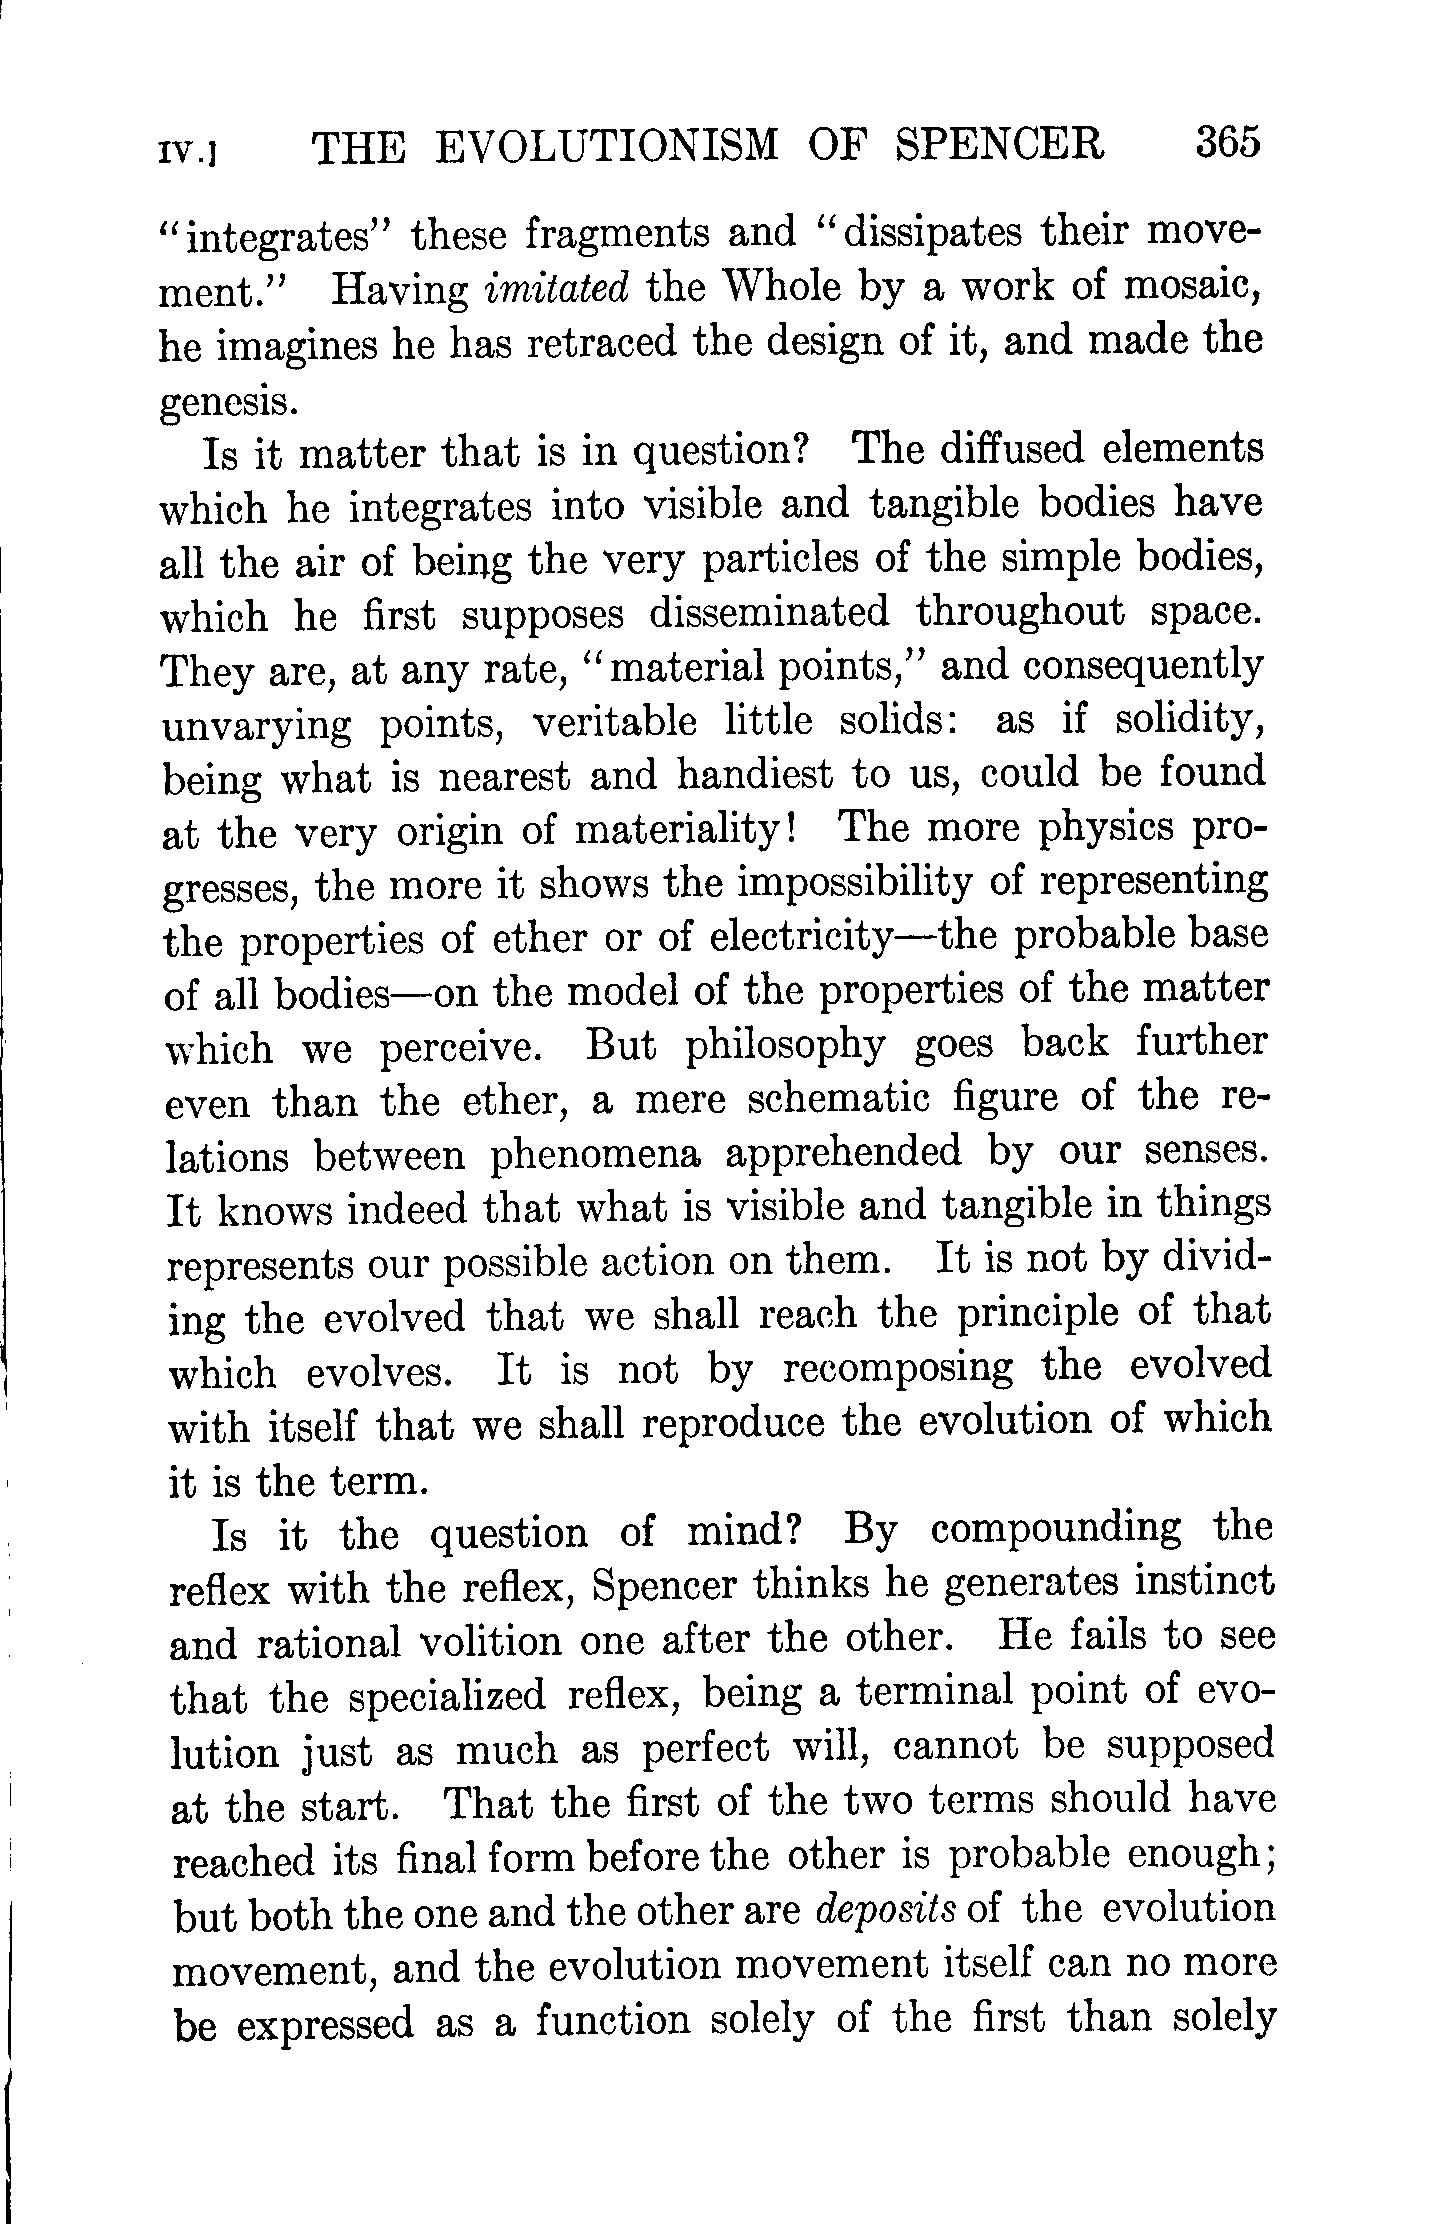 IV.] THE EVOLUTIONISM OF SPENCER 365
"integrates" these fragments and "dissipates their move-
ment." Having imitated the Whole by a work of mosaic,
he imagines he has retraced the design of it, and made the
genesis.
Is it matter that is in question? The diffused elements
which he integrates into visible and tangible bodies have
all the air of being the very particles of the simple bodies,
which he first supposes disseminated throughout space.
They are, at any rate, "material points," and consequently
unvarying points, veritable little solids: as if solidity,
being what is nearest and handiest to us, could be found
at the very origin of materiality! The more physics pro-
gresses, the more it shows the impossibility of representing
the properties of ether or of electricity—the probable base
of all bodies—on the model of the properties of the matter
which we perceive. But philosophy goes back further
even than the ether, a mere schematic figure of the re-
lations between phenomena apprehended by our senses.
It knows indeed that what is visible and tangible in things
represents our possible action on them. It is not by divid-
ing the evolved that we shall reach the principle of that
which evolves. It is not by recomposing the evolved
with itself that we shall reproduce the evolution of which
it is the term.
Is it the question of mind? By compounding the
reflex with the reflex, Spencer thinks he generates instinct
and rational volition one after the other. He fails to see
that the specialized reflex, being a terminal point of evo-
lution just as much as perfect will, cannot be supposed
at the start. That the first of the two terms should have
reached its final form before the other is probable enough;
but both the one and the other are deposits of the evolution
movement, and the evolution movement itself can no more
be expressed as a function solely of the first than solely